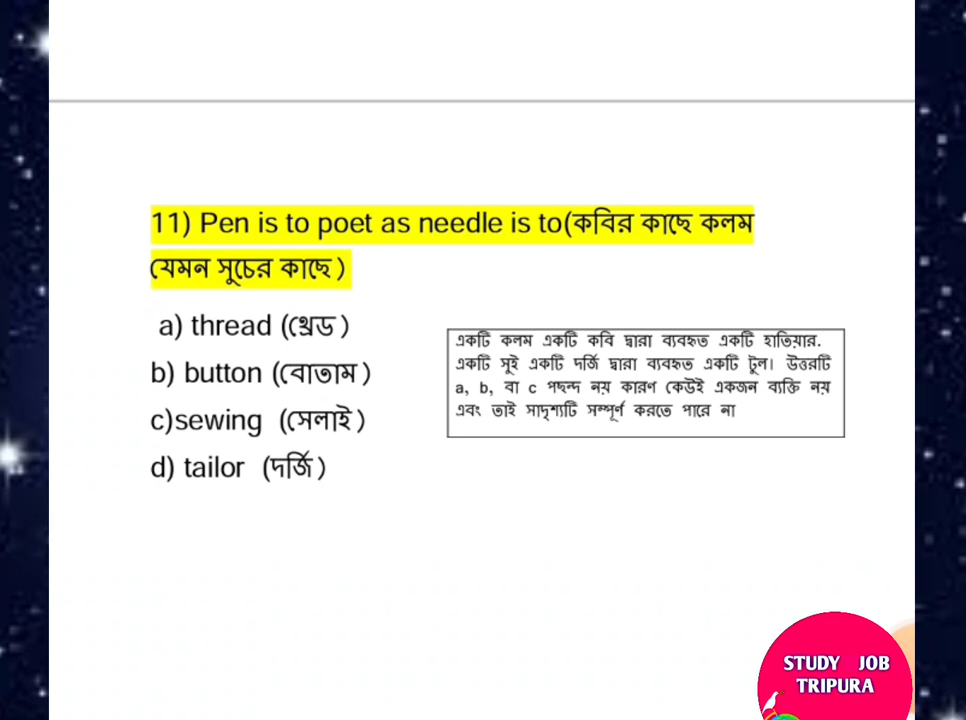 11) Pen is to poet as needle is to(কবির কাছে কলম
যেমন সুচের কাছে)
a) thread (থ্রেড)
b) button (বোতাম)
c)sewing (সেলাই)
d) tailor (দর্জি)
একটি কলম একটি কবি দ্বারা ব্যবহৃত একটি হাতিয়ার.
একটি সুই একটি দর্জি দ্বারা ব্যবহৃত একটি টুল। উত্তরটি
a, b, বা c পছন্দ নয় কারণ কেউই একজন ব্যক্তি নয়
এবং তাই সাদৃশ্যটি সম্পূর্ণ করতে পারে না
STUDY JOB
TRIPURA